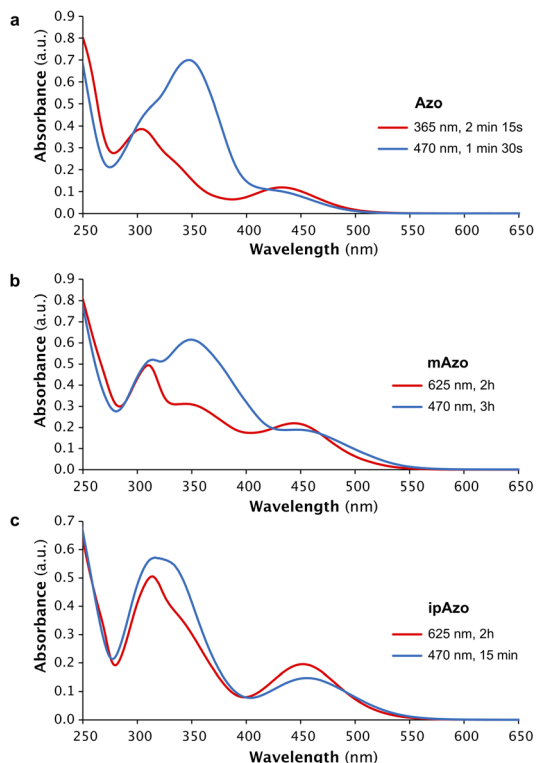 a
0.9
0.8
0.7
0.6
0.5
0.4
0.3
0.2
0.1
0.0
Absorbance (a.u.)
Azo
365 nm, 2 min 15s
470 nm, 1 min 30s
250 300 350 400 450 500 550 600 650
Wavelength (nm)
b
0.9
0.8
0.7
0.6
0.5
0.4
0.3
0.2
0.1
0.0
Absorbance (a.u.)
mAzo
625 nm, 2h
470 nm, 3h
250 300 350 400 450 500 550 600 650
Wavelength (nm)
c
0.7
0.6
0.5
0.4
0.3
0.2
0.1
0.0
Absorbance (a.u.)
ipAzo
625 nm, 2h
470 nm, 15 min
250 300 350 400 450 500 550 600 650
Wavelength (nm)